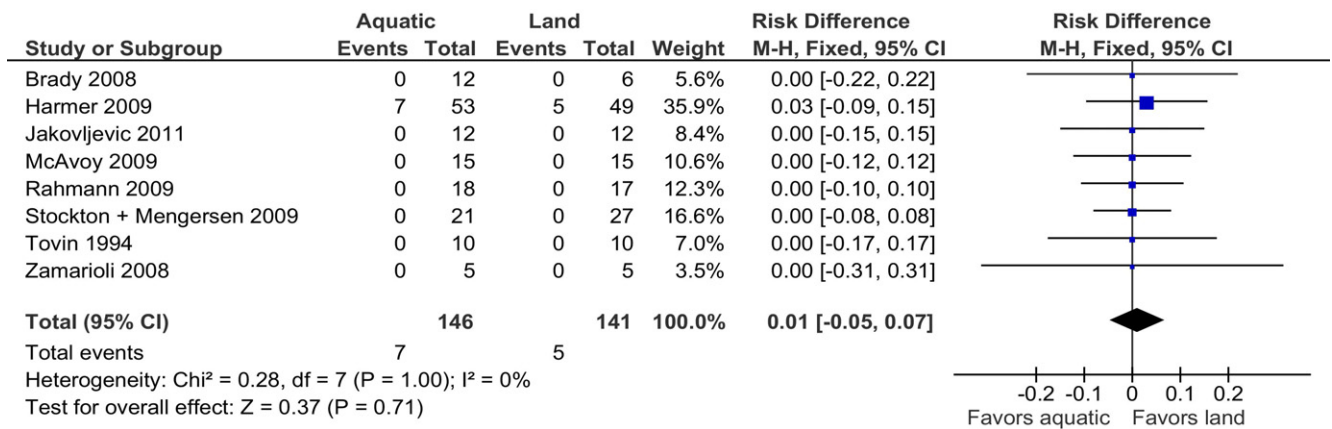 Aquatic Land Risk Difference Risk Difference
Study or Subgroup Events Total Events Total Weight M-H, Fixed, 95% CI M-H, Fixed, 95% CI
Brady 2008 0 12 0 6 5.6% 0.00 [-0.22, 0.22]
Harmer 2009 7 53 5 49 35.9% 0.03 [-0.09, 0.15]
Jakovljevic 2011 0 12 0 12 8.4% 0.00 [-0.15, 0.15]
McAvoy 2009 0 15 0 15 10.6% 0.00 [-0.12, 0.12]
Rahmann 2009 0 18 0 17 12.3% 0.00 [-0.10, 0.10]
Stockton + Mengersen 2009 0 21 0 27 16.6% 0.00 [-0.08, 0.08]
Tovin 1994 0 10 0 10 7.0% 0.00 [-0.17, 0.17]
Zamarioli 2008 0 5 0 5 3.5% 0.00 [-0.31, 0.31]
Total (95% CI) 146 141 100.0% 0.01 [-0.05, 0.07]
Total events 7 5
Heterogeneity: Chi² = 0.28, df = 7 (P = 1.00); I² = 0%
Test for overall effect: Z = 0.37 (P = 0.71)
-0.2 -0.1 0 0.1 0.2
Favors aquatic Favors land